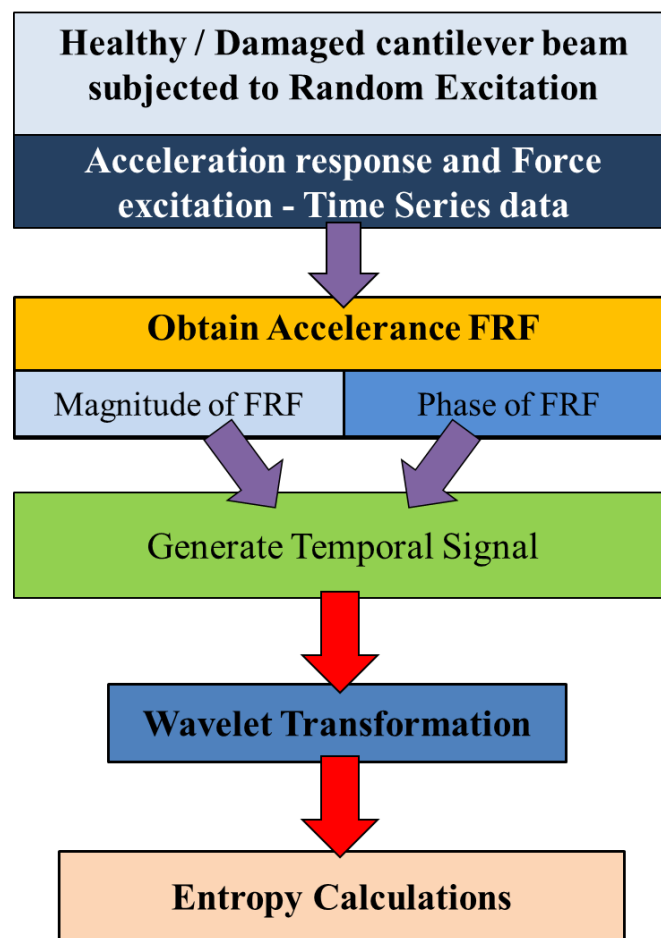 Healthy / Damaged cantilever beam
subjected to Random Excitation
Acceleration response and Force
excitation - Time Series data
Obtain Accelerance FRF
Magnitude of FRF
Phase of FRF
Generate Temporal Signal
Wavelet Transformation
Entropy Calculations